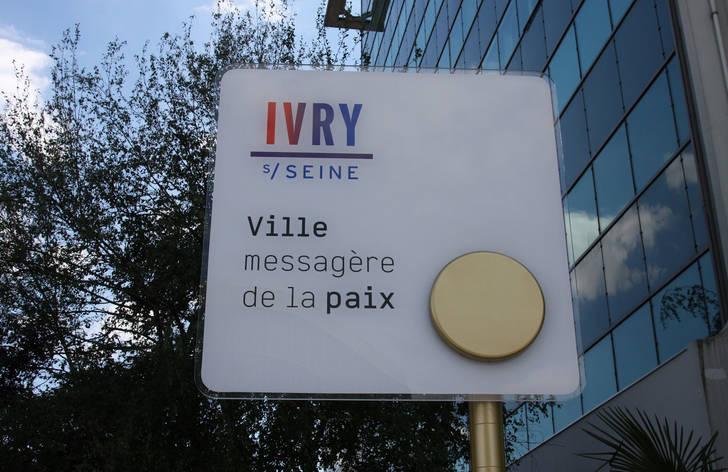 IVRY
s/SEINE
Ville
messagère
de la paix